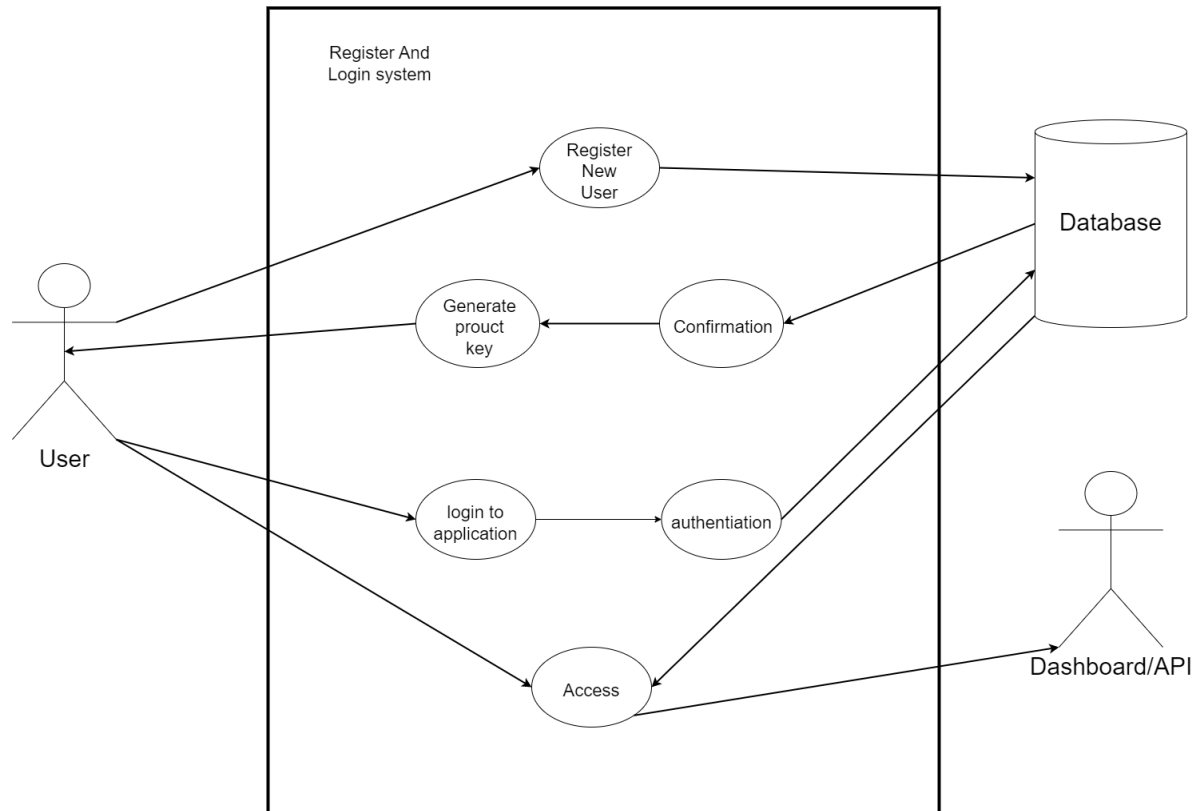 Register And
Login system
Register
New
User
Database
Generate
prouct
key
Confirmation
User
login to
application
authentiation
Access
Dashboard/API